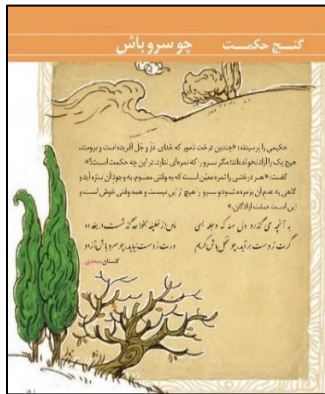 گنج حکمت چو سرو باش
حکیمی را پرسیدند: «چندین درخت نامور که خدای عزّ و جل آفریده است و برومند،
هیچ یک را آزاد نخوانده‌اند؛ مگر سرو را که ثمره‌ای ندارد. در این چه حکمت است؟»
گفت: «هر درختی را ثمره معیّن است که به وقتی معلوم، به وجود آن تازه آید و
گاهی به عدم آن پژمرده شود و سرو را هیچ از این نیست و همه وقتی خوش است و
این است صفت آزادگان.»
به آنچه می گذرد دل منه که دجله بسی پس از خلیفه بخواهد گذشت در بغداد
گرت ز دست برآید، چو نخل باش کریم ورت ز دست نیاید، چو سرو باش آزاد
گلستان، سعدی